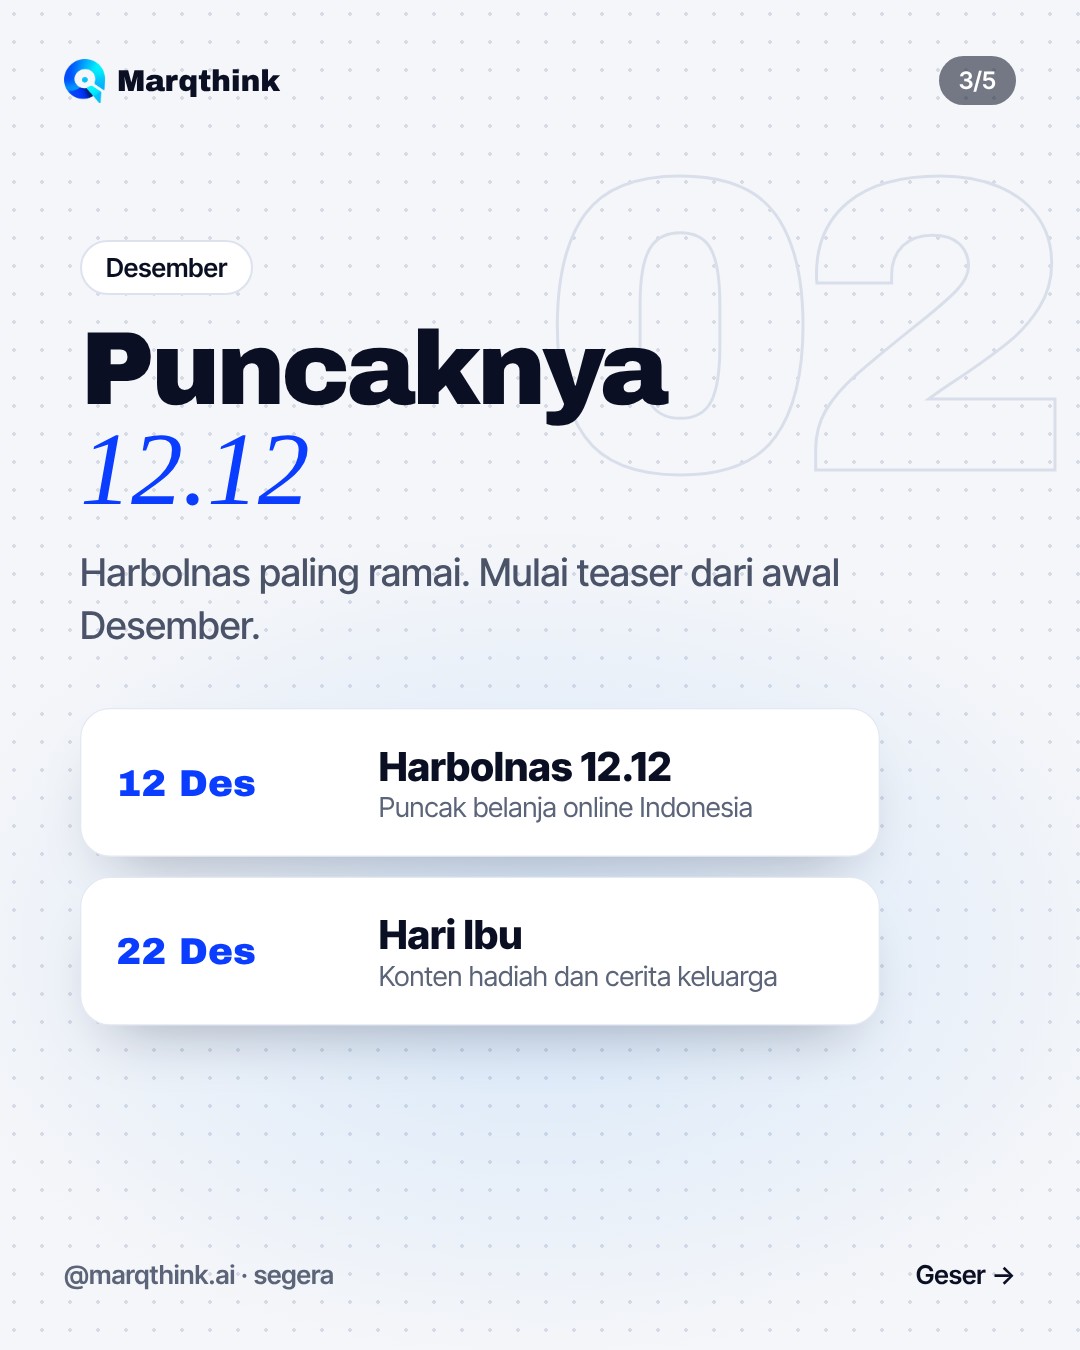 Marqthink
3/5
02
Desember
Puncaknya
12.12
Harbolnas paling ramai. Mulai teaser dari awal
Desember.
12 Des
Harbolnas 12.12
Puncak belanja online Indonesia
22 Des
Hari Ibu
Konten hadiah dan cerita keluarga
@marqthink.ai · segera
Geser →